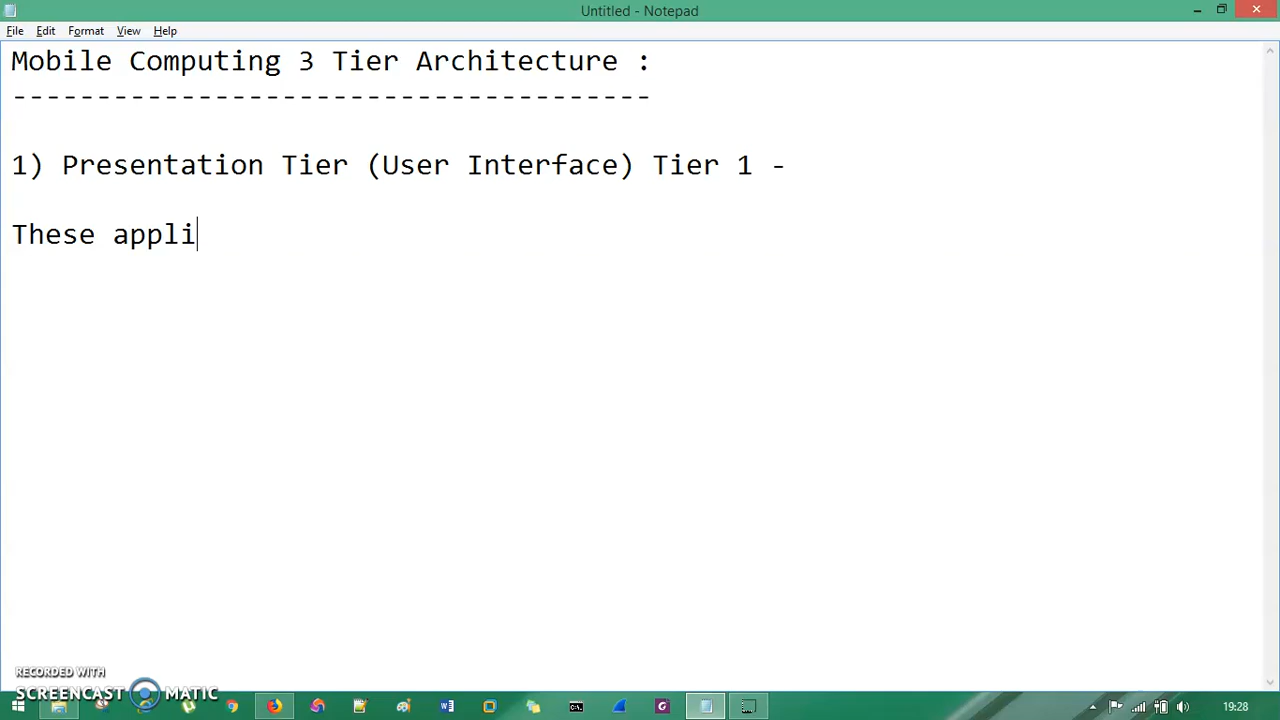 Untitled - Notepad
File Edit Format View Help
Mobile Computing 3 Tier Architecture :
--------------------------------------
1) Presentation Tier (User Interface) Tier 1 -
These appli
RECORDED WITH
SCREENCAST MATIC
19:28